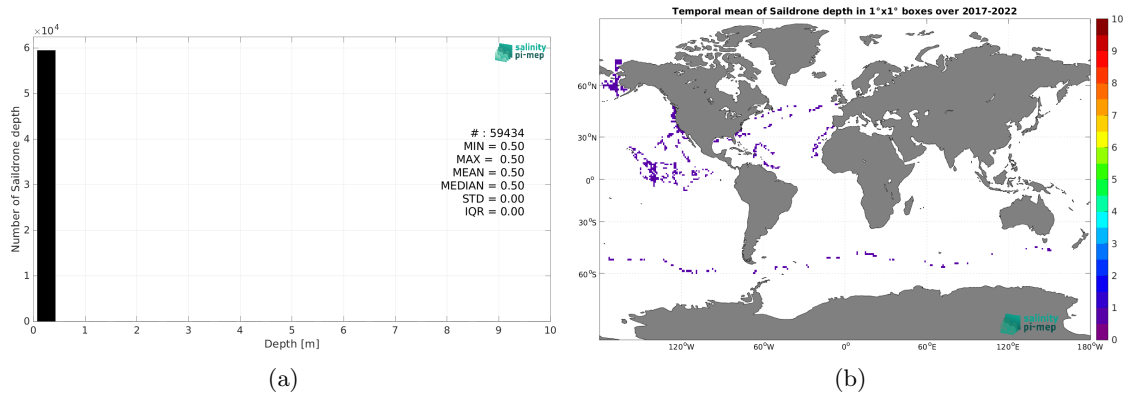 ×10⁴
6
5
4
3
2
1
0
Number of Saildrone depth
0 1 2 3 4 5 6 7 8 9 10
Depth [m]
salinity
pi-mep
# : 59434
MIN = 0.50
MAX = 0.50
MEAN = 0.50
MEDIAN = 0.50
STD = 0.00
IQR = 0.00
(a)
Temporal mean of Saildrone depth in 1°x1° boxes over 2017-2022
60°N
30°N
0°
30°S
60°S
120°W 60°W 0° 60°E 120°E 180°W
salinity
pi-mep
10
9
8
7
6
5
4
3
2
1
0
(b)